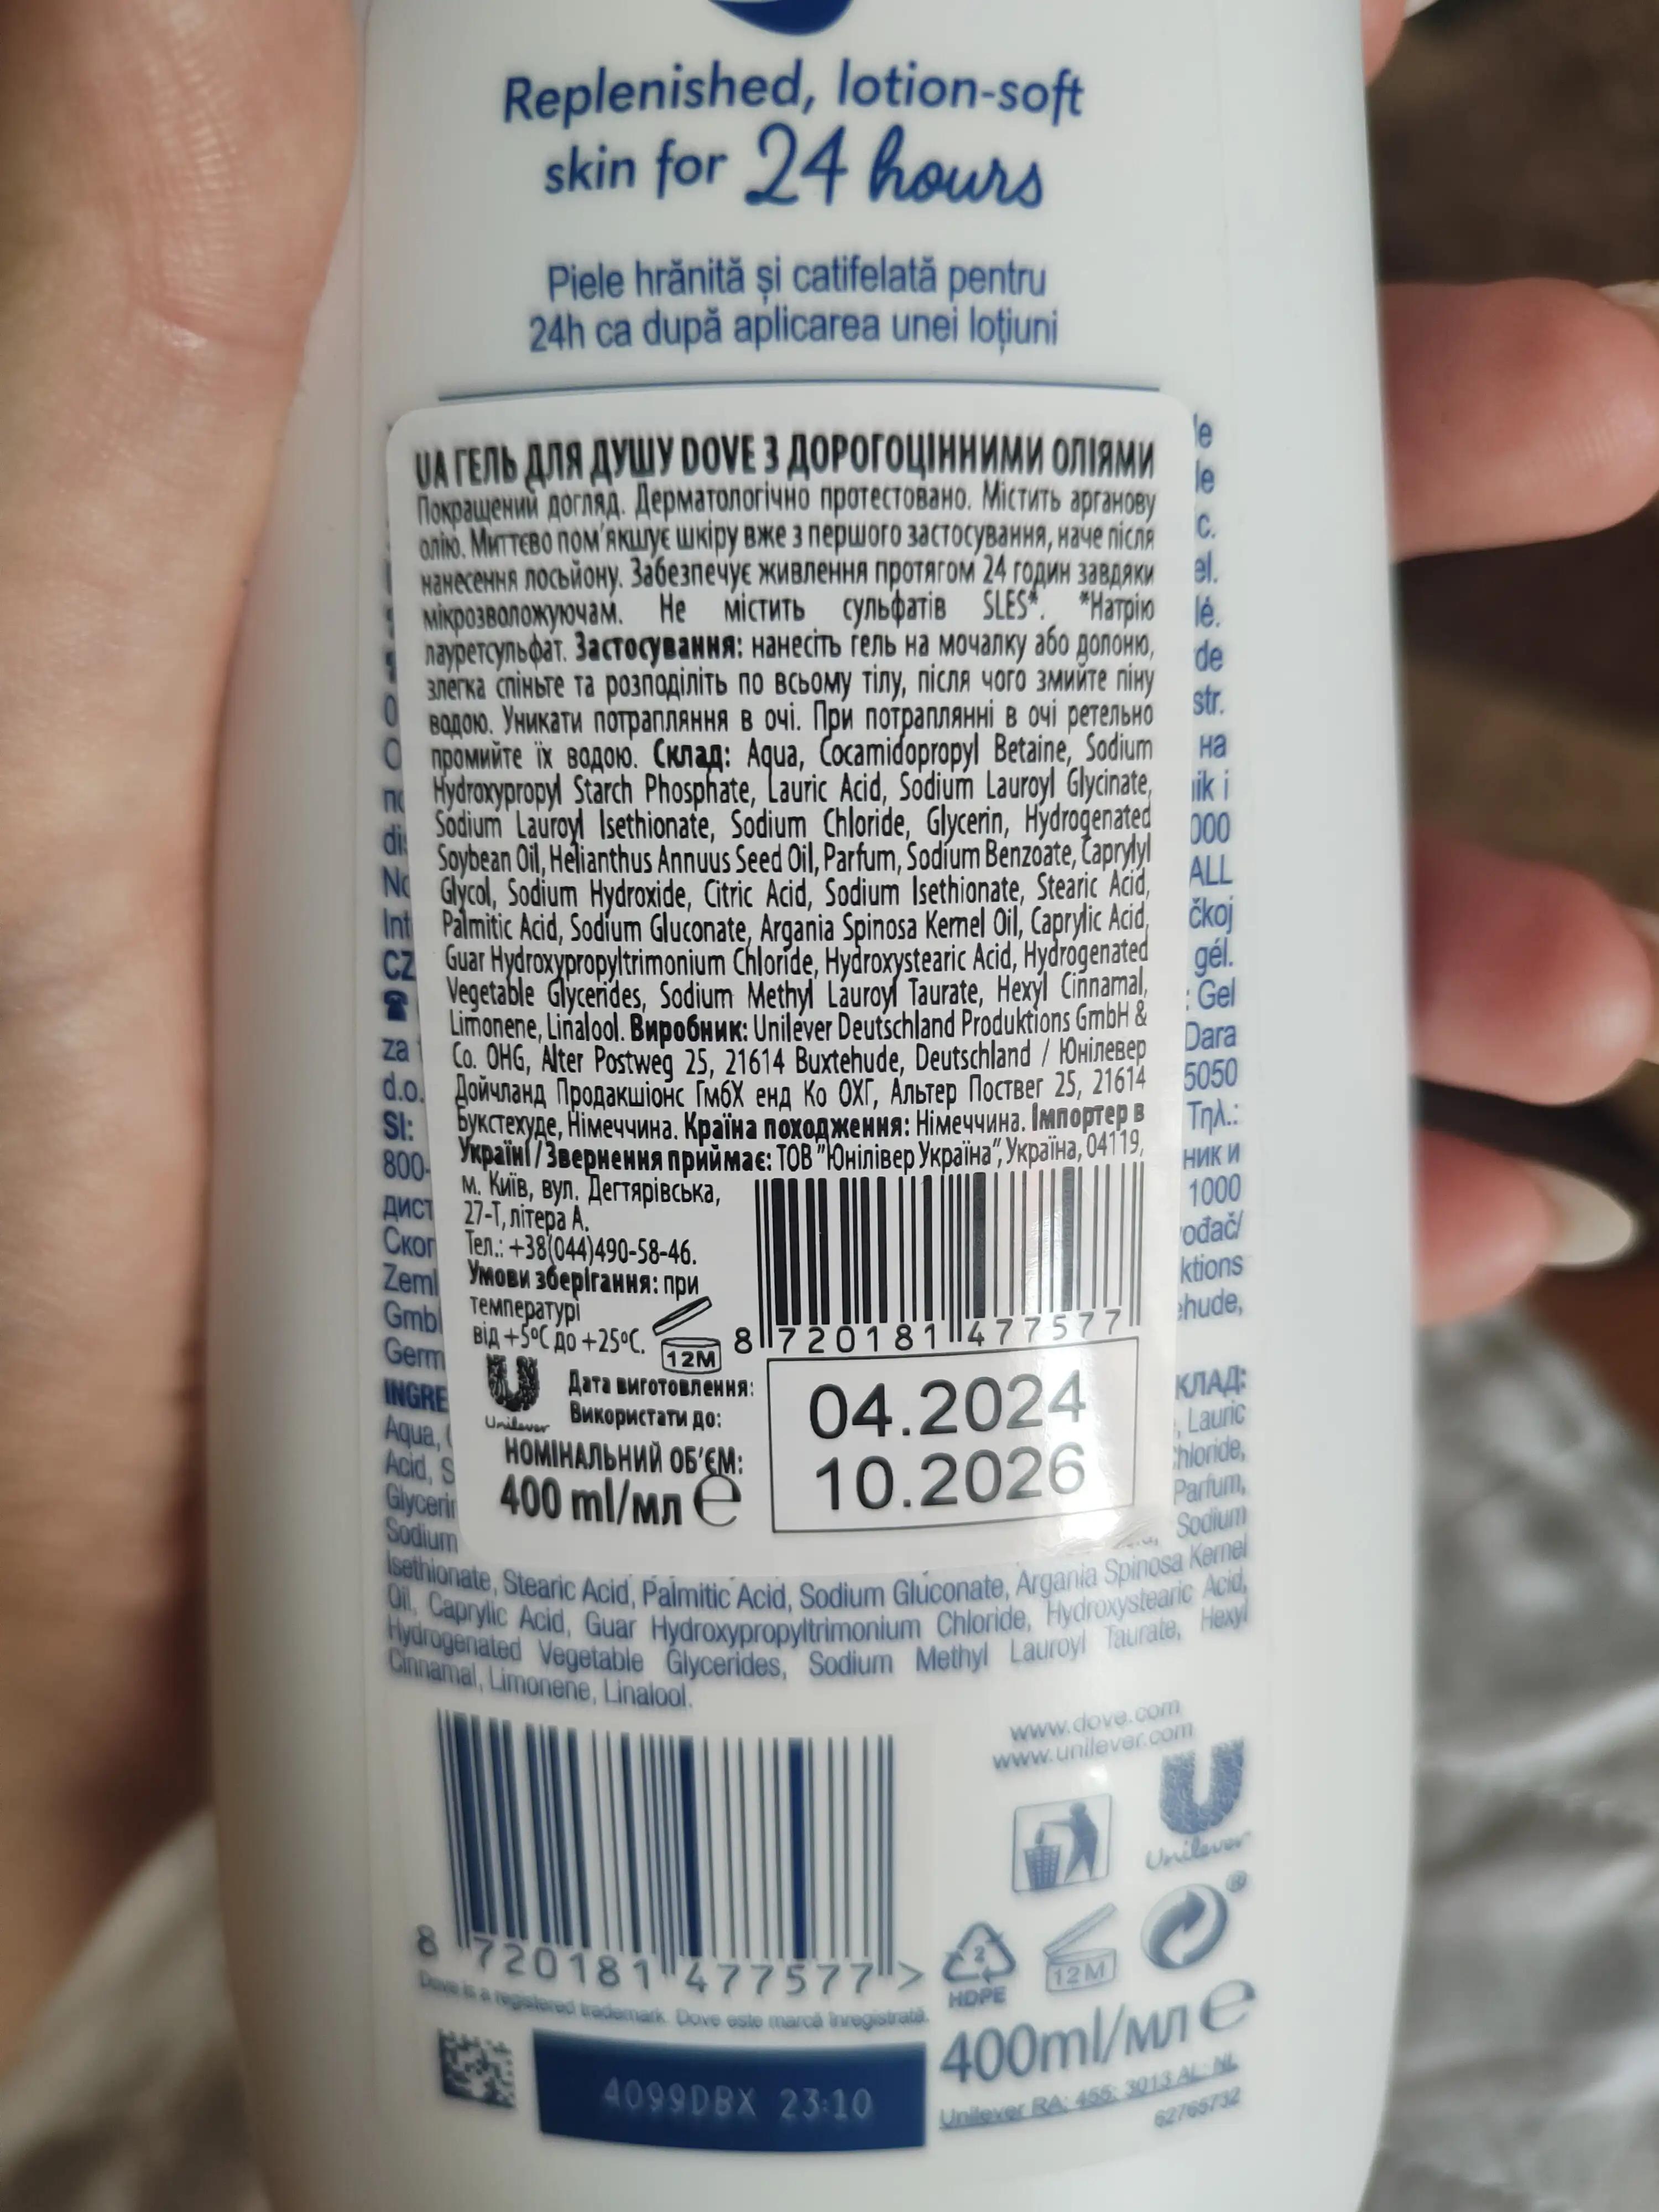 Replenished, lotion-soft
skin for 24 hours
Piele hrănită și catifelată pentru
24h ca după aplicarea unei loțiuni
UA ГЕЛЬ ДЛЯ ДУШУ DOVE З ДОРОГОЦІННИМИ ОЛІЯМИ
Покращений догляд. Дерматологічно протестовано. Містить арганову
олію. Миттєво пом'якшує шкіру вже з першого застосування, наче після
нанесення лосьйону. Забезпечує живлення протягом 24 годин завдяки
мікрозволожуючам. Не містить сульфатів SLES*. *Натрію
лауретсульфат. Застосування: нанесіть гель на мочалку або долоню,
злегка спіньте та розподіліть по всьому тілу, після чого змийте піну
водою. Уникати потрапляння в очі. При потраплянні в очі ретельно
промийте їх водою. Склад: Aqua, Cocamidopropyl Betaine, Sodium
Hydroxypropyl Starch Phosphate, Lauric Acid, Sodium Lauroyl Glycinate,
Sodium Lauroyl Isethionate, Sodium Chloride, Glycerin, Hydrogenated
Soybean Oil, Helianthus Annuus Seed Oil, Parfum, Sodium Benzoate, Caprylyl
Glycol, Sodium Hydroxide, Citric Acid, Sodium Isethionate, Stearic Acid,
Palmitic Acid, Sodium Gluconate, Argania Spinosa Kernel Oil, Caprylic Acid,
Guar Hydroxypropyltrimonium Chloride, Hydroxystearic Acid, Hydrogenated
Vegetable Glycerides, Sodium Methyl Lauroyl Taurate, Hexyl Cinnamal,
Limonene, Linalool. Виробник: Unilever Deutschland Produktions GmbH &
Co. OHG, Alter Postweg 25, 21614 Buxtehude, Deutschland / Юнілевер
Дойчланд Продакшіонс ГмбХ енд Ко ОХГ, Альтер Поствег 25, 21614
Букстехуде, Німеччина. Країна походження: Німеччина. Імпортер в
Україні / Звернення приймає: ТОВ "Юнілівер Україна", Україна, 04119,
м. Київ, вул. Дегтярівська,
27-Т, літера А.
Тел.: +38(044)490-58-46.
Умови зберігання: при
температурі
від +5°С до +25°С.
12M
8 720181 477577
Unilever
Дата виготовлення: 04.2024
Використати до: 10.2026
НОМІНАЛЬНИЙ ОБ'ЄМ:
400 ml/мл e
Isethionate, Stearic Acid, Palmitic Acid, Sodium Gluconate, Argania Spinosa Kernel
Oil, Caprylic Acid, Guar Hydroxypropyltrimonium Chloride, Hydroxystearic Acid,
Hydrogenated Vegetable Glycerides, Sodium Methyl Lauroyl Taurate, Hexyl
Cinnamal, Limonene, Linalool.
www.dove.com
www.unilever.com
Unilever
8 720181 477577 >
2
HDPE
12M
Dove is a registered trademark. Dove este marcă înregistrată.
400ml/мл e
4099DBX 23:10
Unilever RA: 455; 3013 AL; NL
62765732